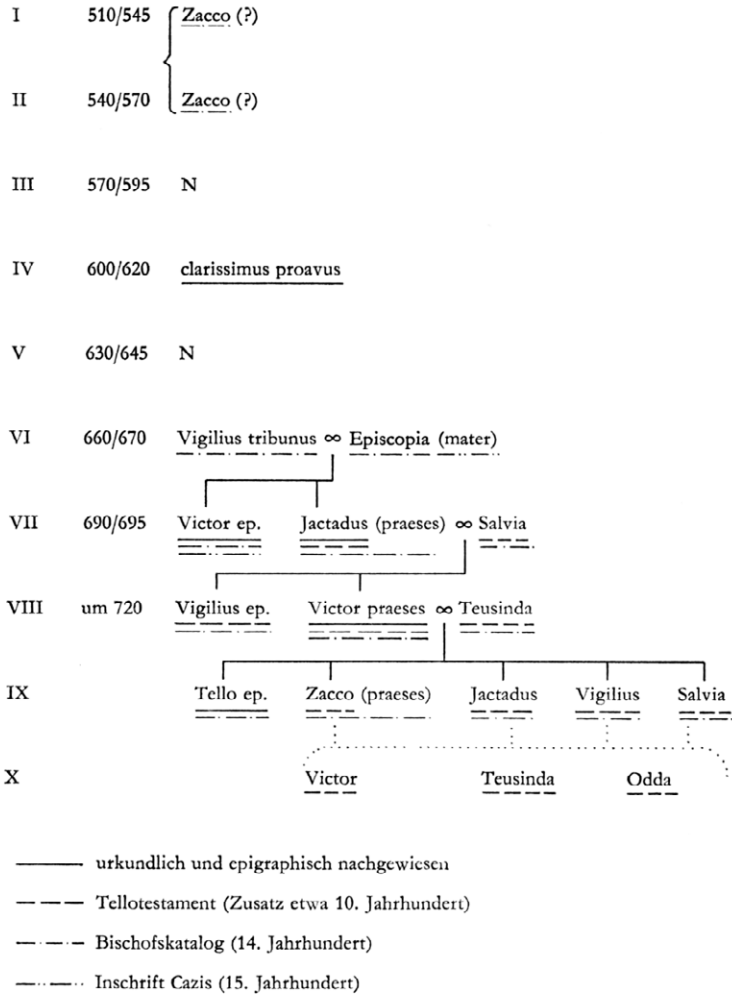 I 510/545 Zacco (?)
II 540/570 Zacco (?)
III 570/595 N
IV 600/620 clarissimus proavus
V 630/645 N
VI 660/670 Vigilius tribunus ∞ Episcopia (mater)
VII 690/695 Victor ep. Jactadus (praeses) ∞ Salvia
VIII um 720 Vigilius ep. Victor praeses ∞ Teusinda
IX Tello ep. Zacco (praeses) Jactadus Vigilius Salvia
X Victor Teusinda Odda
urkundlich und epigraphisch nachgewiesen
Tellotestament (Zusatz etwa 10. Jahrhundert)
Bischofskatalog (14. Jahrhundert)
Inschrift Cazis (15. Jahrhundert)